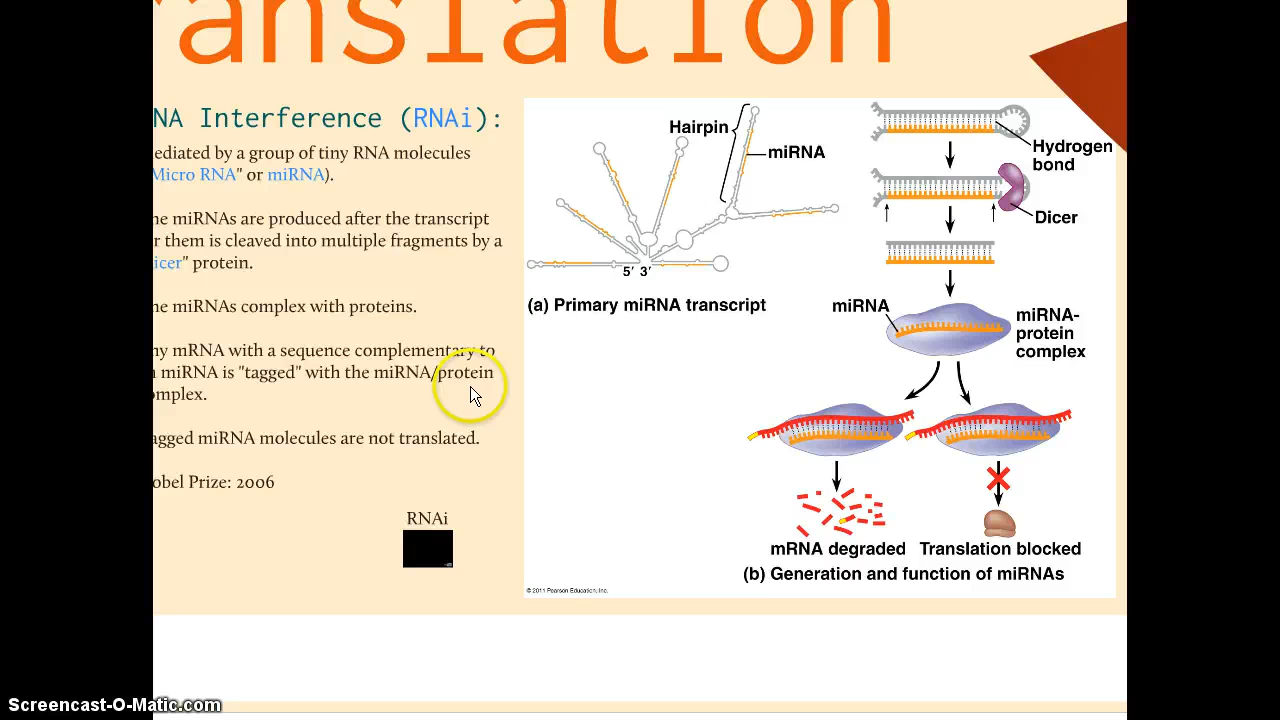 ranslation
NA Interference (RNAi):
ediated by a group of tiny RNA molecules
Micro RNA" or miRNA).
he miRNAs are produced after the transcript
r them is cleaved into multiple fragments by a
icer" protein.
he miRNAs complex with proteins.
ny mRNA with a sequence complementary to
n miRNA is "tagged" with the miRNA/protein
omplex.
agged miRNA molecules are not translated.
obel Prize: 2006
RNAi
Hairpin
miRNA
5' 3'
(a) Primary miRNA transcript
Hydrogen
bond
Dicer
miRNA
miRNA-
protein
complex
mRNA degraded
Translation blocked
(b) Generation and function of miRNAs
© 2011 Pearson Education, Inc.
Screencast-O-Matic.com